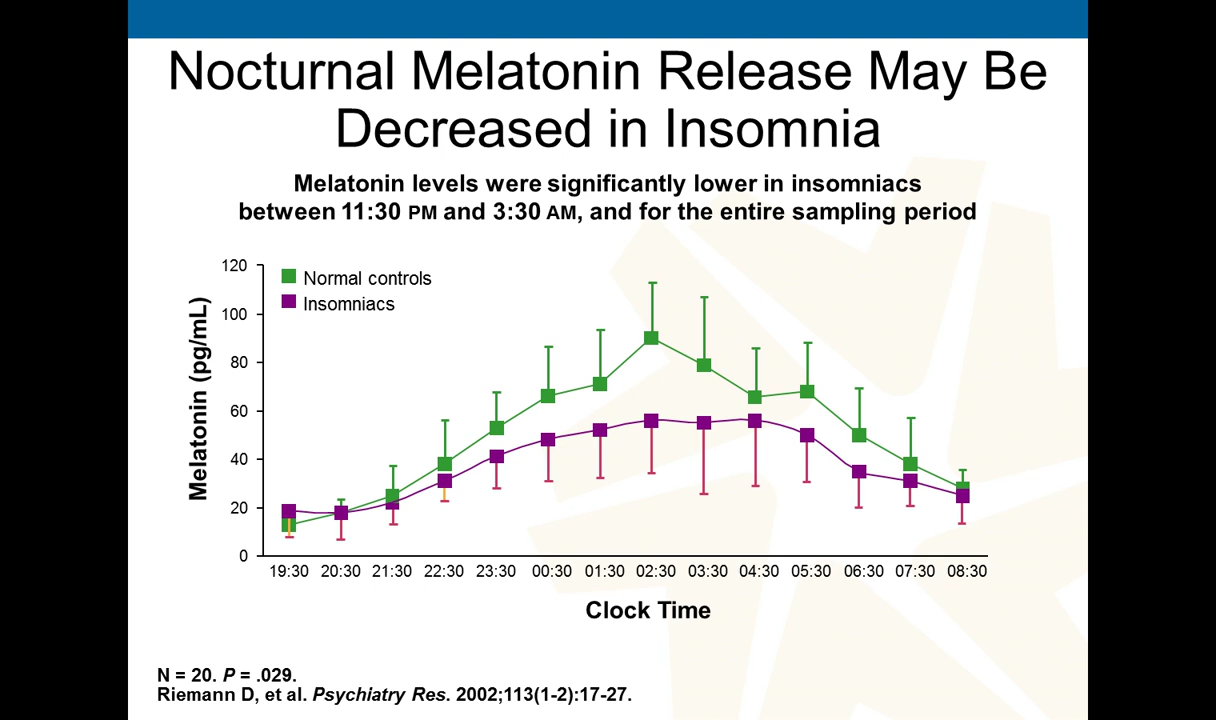 Nocturnal Melatonin Release May Be
Decreased in Insomnia
Melatonin levels were significantly lower in insomniacs
between 11:30 PM and 3:30 AM, and for the entire sampling period
Normal controls
Insomniacs
Melatonin (pg/mL)
120
100
80
60
40
20
0
19:30 20:30 21:30 22:30 23:30 00:30 01:30 02:30 03:30 04:30 05:30 06:30 07:30 08:30
Clock Time
N = 20. P = .029.
Riemann D, et al. Psychiatry Res. 2002;113(1-2):17-27.